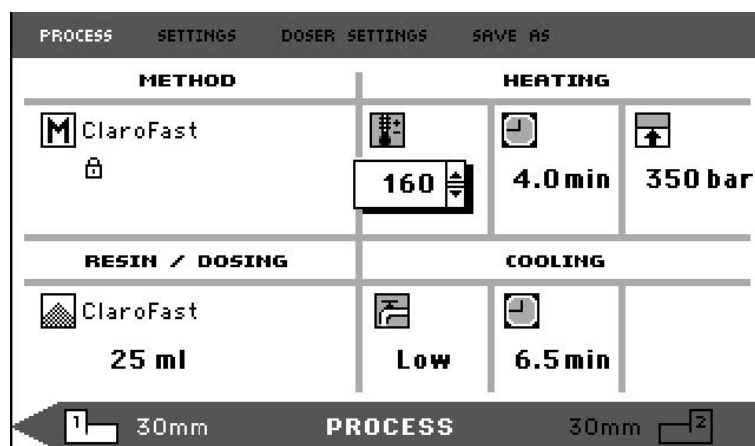 PROCESS SETTINGS DOSER SETTINGS SAVE AS
METHOD HEATING
M ClaroFast
160 4.0 min 350 bar
RESIN / DOSING COOLING
ClaroFast
25 ml Low 6.5 min
1 30mm PROCESS 30mm 2